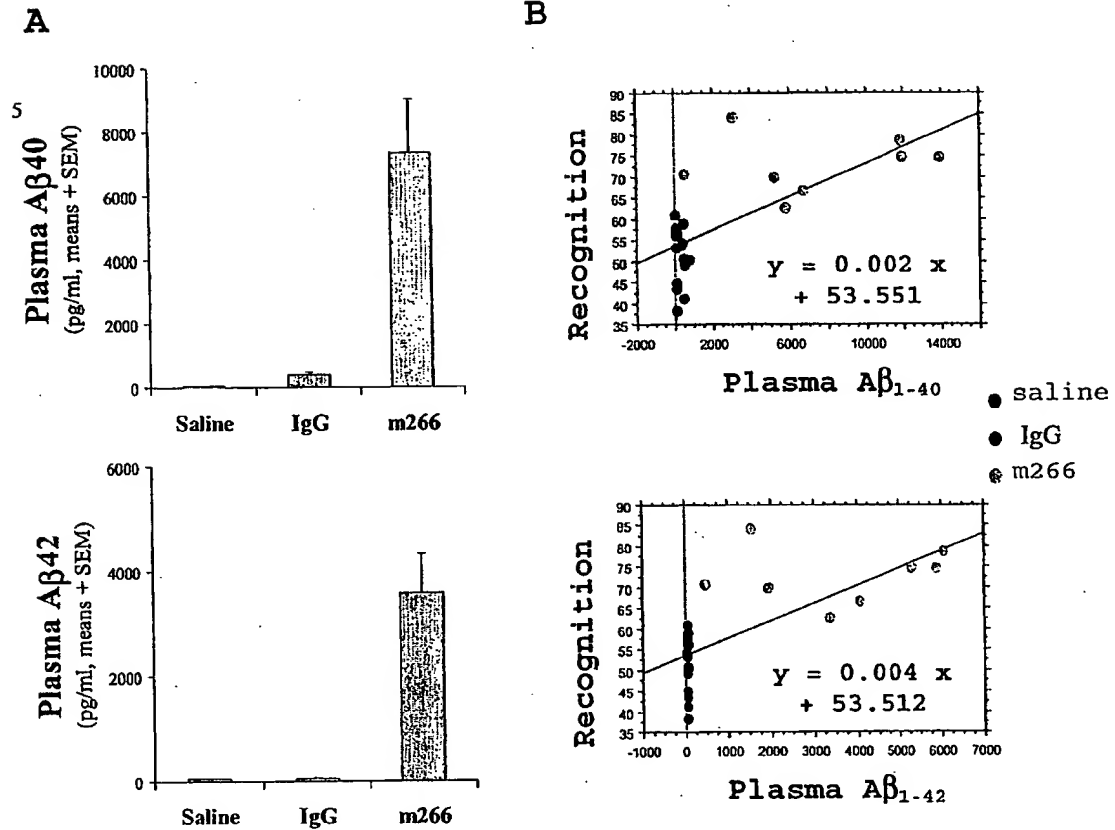 A
B
5
Plasma Aβ40
(pg/ml, means + SEM)
10000
8000
6000
4000
2000
0
Saline IgG m266
Recognition
90
85
80
75
70
65
60
55
50
45
40
35
y = 0.002 x
+ 53.551
-2000 2000 6000 10000 14000
Plasma Aβ1-40
saline
IgG
m266
Plasma Aβ42
(pg/ml, means + SEM)
6000
4000
2000
0
Saline IgG m266
Recognition
90
85
80
75
70
65
60
55
50
45
40
35
y = 0.004 x
+ 53.512
-1000 0 1000 2000 3000 4000 5000 6000 7000
Plasma Aβ1-42